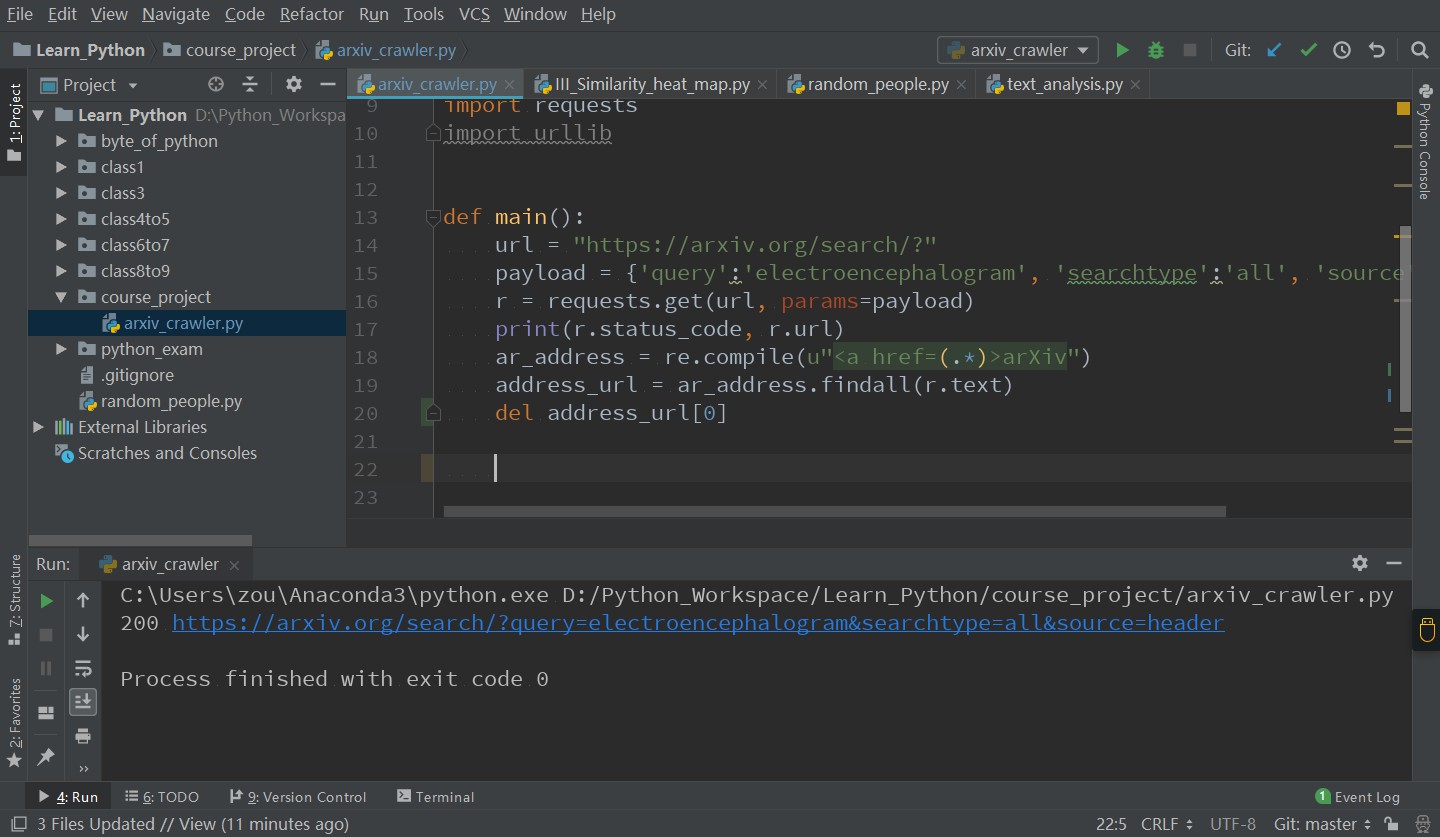 File Edit View Navigate Code Refactor Run Tools VCS Window Help
Learn_Python course_project arxiv_crawler.py arxiv_crawler Git:
1: Project
Project
arxiv_crawler.py III_Similarity_heat_map.py random_people.py text_analysis.py
Learn_Python D:\Python_Workspa
byte_of_python
class1
class3
class4to5
class6to7
class8to9
course_project
arxiv_crawler.py
python_exam
.gitignore
random_people.py
External Libraries
Scratches and Consoles
9 import requests
10 import urllib
11
12
13 def main():
14 url = "https://arxiv.org/search/?"
15 payload = {'query':'electroencephalogram', 'searchtype':'all', 'source'
16 r = requests.get(url, params=payload)
17 print(r.status_code, r.url)
18 ar_address = re.compile(u"<a href=(.*)>arXiv")
19 address_url = ar_address.findall(r.text)
20 del address_url[0]
21
22
23
Python Console
Run: arxiv_crawler
C:\Users\zou\Anaconda3\python.exe D:/Python_Workspace/Learn_Python/course_project/arxiv_crawler.py
200 https://arxiv.org/search/?query=electroencephalogram&searchtype=all&source=header
Process finished with exit code 0
7: Structure
2: Favorites
4: Run 6: TODO 9: Version Control Terminal 1 Event Log
3 Files Updated // View (11 minutes ago) 22:5 CRLF UTF-8 Git: master